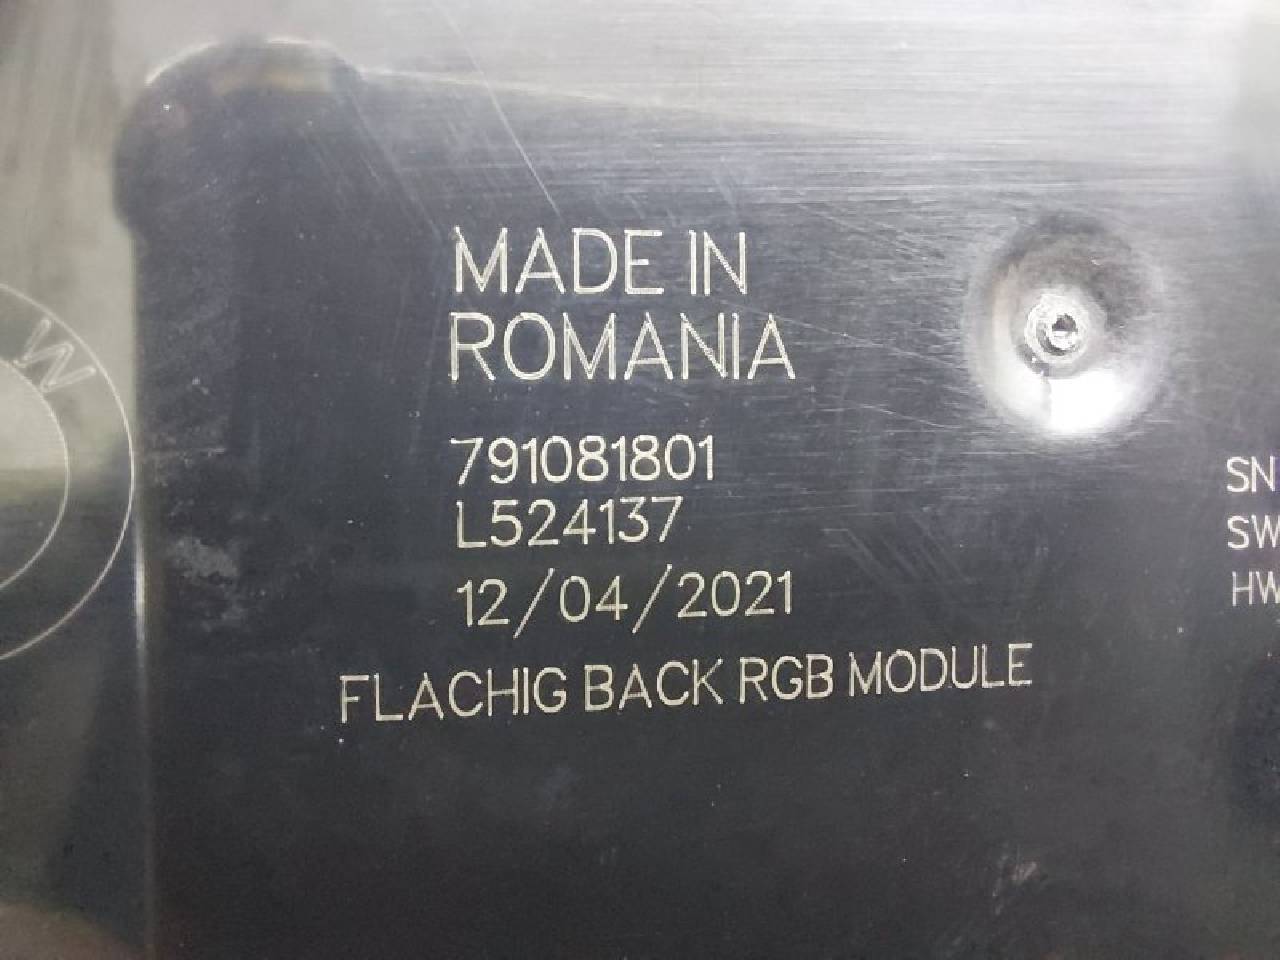 MADE IN
ROMANIA
791081801
L524137
12/04/2021
FLACHIG BACK RGB MODULE
SN
SW
HW
W